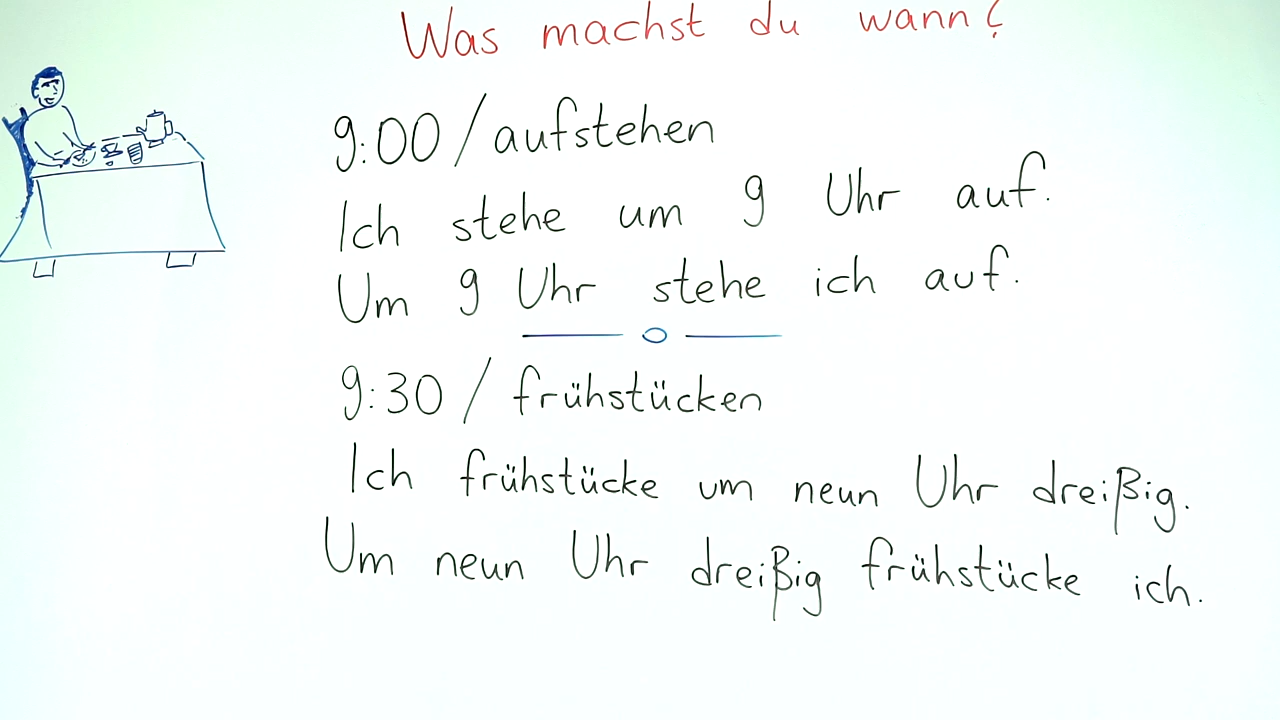 Was machst du wann?
9:00/aufstehen
Ich stehe um 9 Uhr auf.
Um 9 Uhr stehe ich auf.
9:30/frühstücken
Ich frühstücke um neun Uhr dreißig.
Um neun Uhr dreißig frühstücke ich.